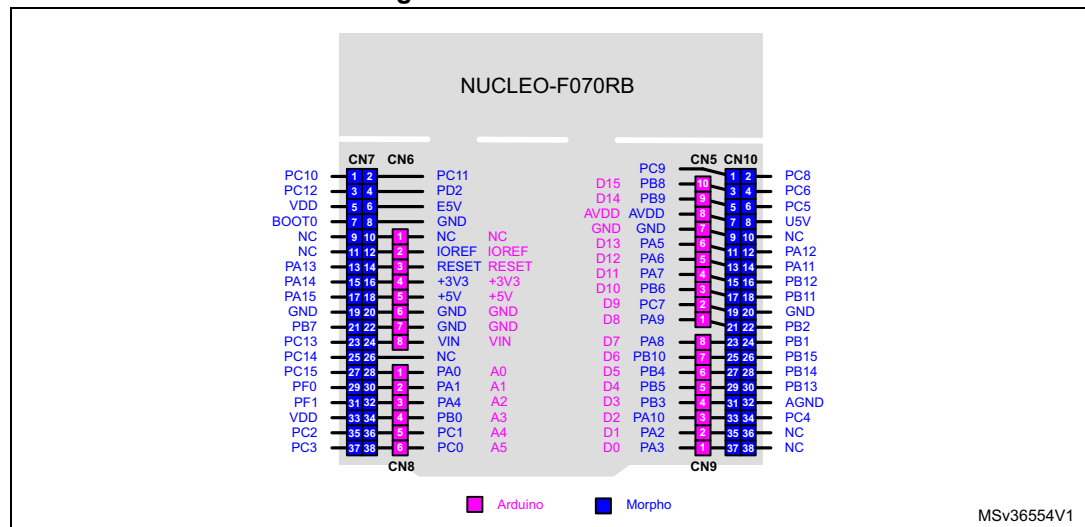 NUCLEO-F070RB
CN7 CN6 CN5 CN10
PC9
PC10 1 2 PC11 1 2 PC8
D15 PB8 10
PC12 3 4 PD2 3 4 PC6
D14 PB9 9
VDD 5 6 E5V 5 6 PC5
AVDD AVDD 8
BOOT0 7 8 GND 7 8 U5V
GND GND 7
NC 9 10 1 NC NC 9 10 NC
D13 PA5 6
NC 11 12 2 IOREF IOREF 11 12 PA12
D12 PA6 5
PA13 13 14 3 RESET RESET 13 14 PA11
D11 PA7 4
PA14 15 16 4 +3V3 +3V3 15 16 PB12
D10 PB6 3
PA15 17 18 5 +5V +5V 17 18 PB11
D9 PC7 2
GND 19 20 6 GND GND 19 20 GND
D8 PA9 1
PB7 21 22 7 GND GND 21 22 PB2
PC13 23 24 8 VIN VIN D7 PA8 8 23 24 PB1
PC14 25 26 NC D6 PB10 7 25 26 PB15
PC15 27 28 1 PA0 A0 D5 PB4 6 27 28 PB14
PF0 29 30 2 PA1 A1 D4 PB5 5 29 30 PB13
PF1 31 32 3 PA4 A2 D3 PB3 4 31 32 AGND
VDD 33 34 4 PB0 A3 D2 PA10 3 33 34 PC4
PC2 35 36 5 PC1 A4 D1 PA2 2 35 36 NC
PC3 37 38 6 PC0 A5 D0 PA3 1 37 38 NC
CN8 CN9
Arduino Morpho
MSv36554V1